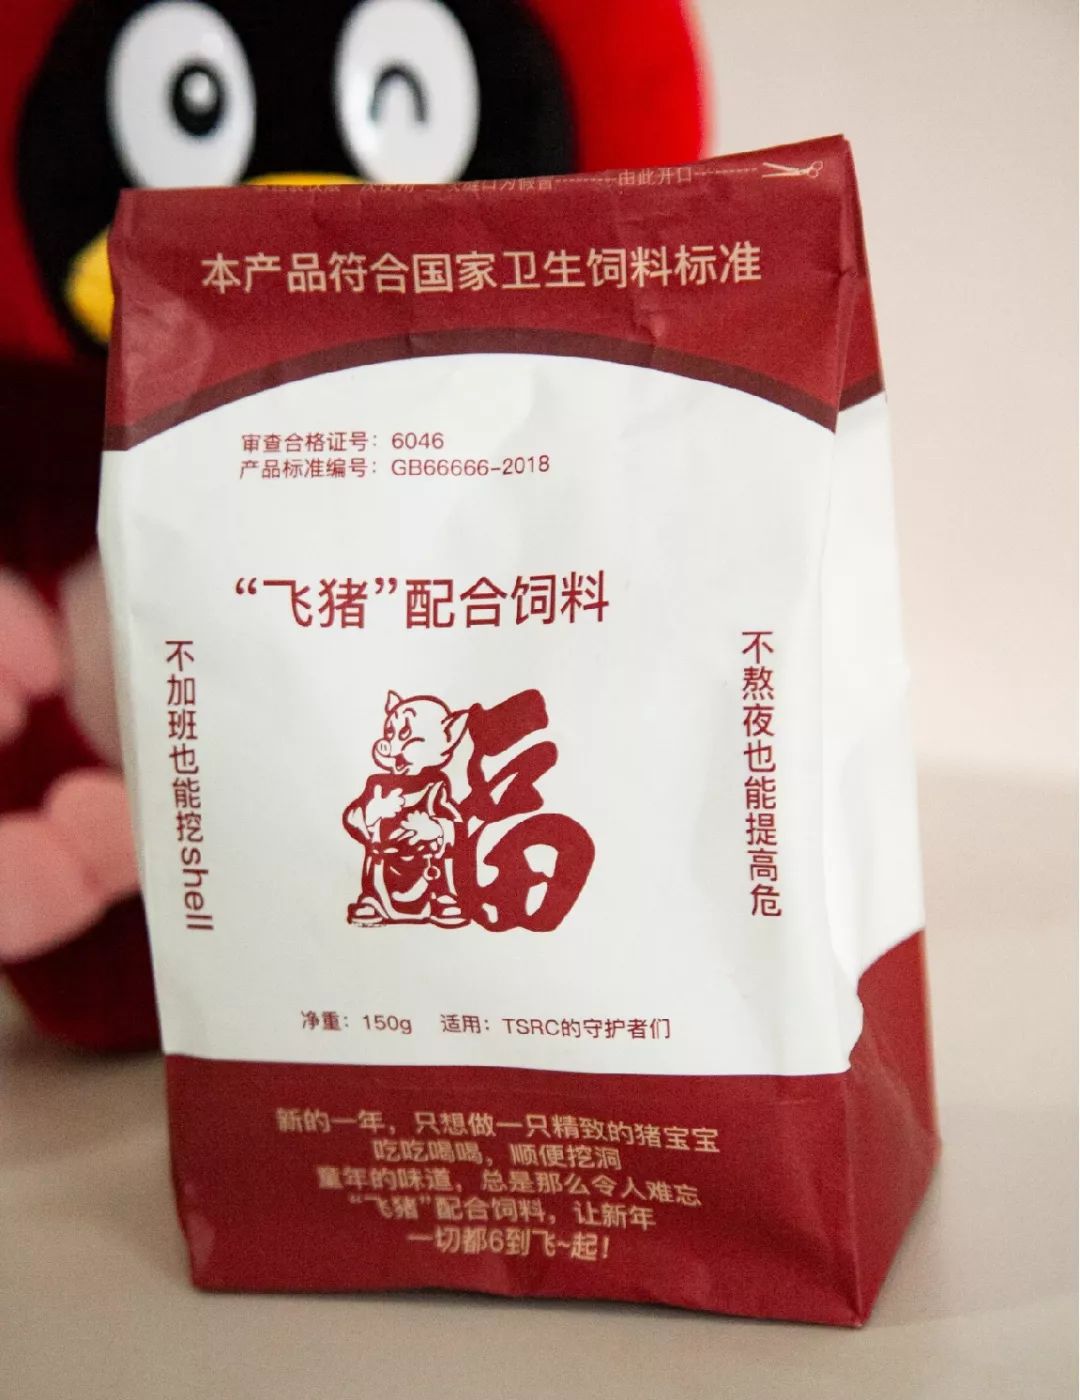 由此开口
本产品符合国家卫生饲料标准
审查合格证号：6046
产品标准编号：GB66666-2018
“飞猪”配合饲料
不加班也能挖shell
不熬夜也能提高危
福
净重：150g 适用：TSRC的守护者们
新的一年，只想做一只精致的猪宝宝
吃吃喝喝，顺便挖洞
童年的味道，总是那么令人难忘
“飞猪”配合饲料，让新年
一切都6到飞~起！